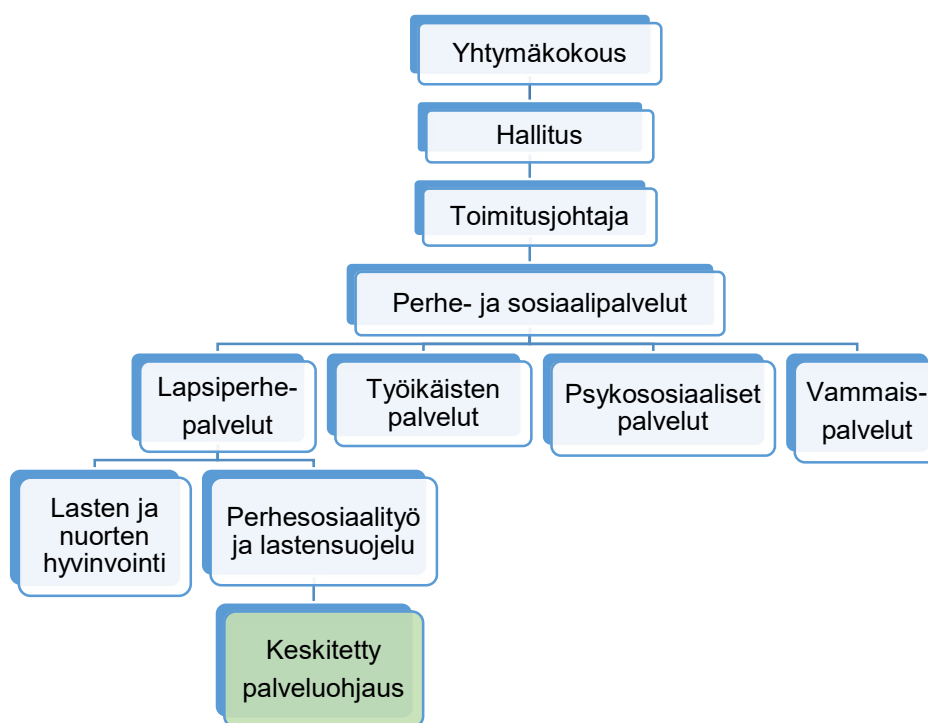 Yhtymäkokous
Hallitus
Toimitusjohtaja
Perhe- ja sosiaalipalvelut
Lapsiperhe-
palvelut
Työikäisten
palvelut
Psykososiaaliset
palvelut
Vammais-
palvelut
Lasten ja
nuorten
hyvinvointi
Perhesosiaalityö
ja lastensuojelu
Keskitetty
palveluohjaus